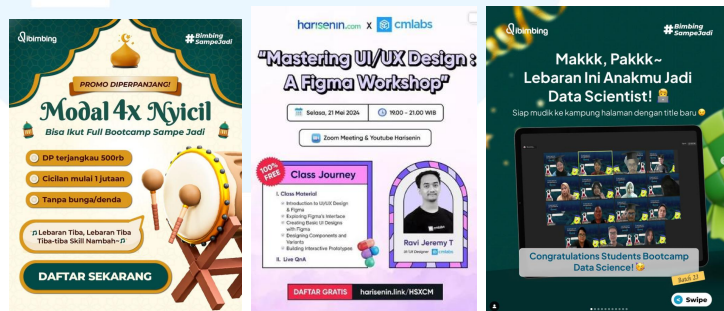 dibimbing
#Bimbing
SampeJadi
PROMO DIPERPANJANG!
Modal 4x Nyicil
Bisa Ikut Full Bootcamp Sampe Jadi
DP terjangkau 500rb
Cicilan mulai 1 jutaan
Tanpa bunga/denda
Lebaran Tiba, Lebaran Tiba
Tiba-tiba Skill Nambah~
DAFTAR SEKARANG
harisenin.com X cmlabs
"Mastering UI/UX Design :
A Figma Workshop"
Selasa, 21 Mei 2024
19.00 - 21.00 WIB
Zoom Meeting & Youtube Harisenin
100%
FREE
Class Journey
I. Class Material
Introduction to UI/UX Design
& Figma
Exploring Figma's Interface
Creating Basic UI Designs
with Figma
Designing Components and
Variants
Building Interactive Prototypes
II. Live QnA
Ravi Jeremy T
UI/UX Designer cmlabs
DAFTAR GRATIS
harisenin.link/HSXCM
dibimbing
#Bimbing
SampeJadi
Makkk, Pakkk~
Lebaran Ini Anakmu Jadi
Data Scientist!
Siap mudik ke kampung halaman dengan title baru
Congratulations Students Bootcamp
Data Science!
Batch 23
Swipe